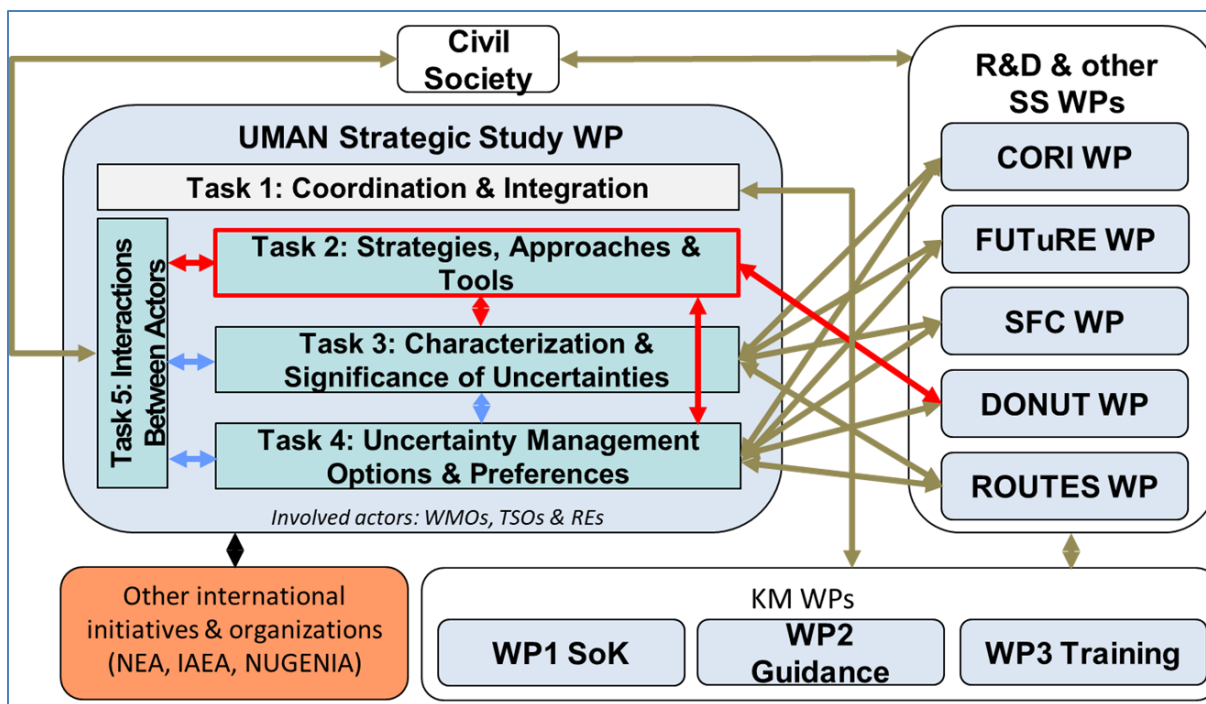 Civil
Society
R&D & other
SS WPs
UMAN Strategic Study WP
CORI WP
Task 1: Coordination & Integration
Task 5: Interactions
Between Actors
Task 2: Strategies, Approaches &
Tools
FUTuRE WP
Task 3: Characterization &
Significance of Uncertainties
SFC WP
DONUT WP
Task 4: Uncertainty Management
Options & Preferences
ROUTES WP
Involved actors: WMOs, TSOs & REs
Other international
initiatives & organizations
(NEA, IAEA, NUGENIA)
KM WPs
WP1 SoK
WP2
Guidance
WP3 Training